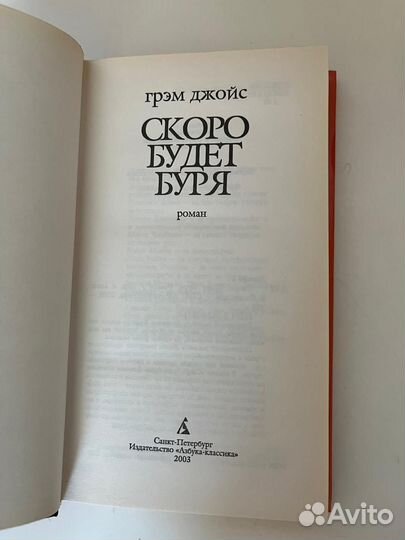 грэм джойс
СКОРО
БУДЕТ
БУРЯ
роман
Санкт-Петербург
Издательство «Азбука-классика»
2003
Avito